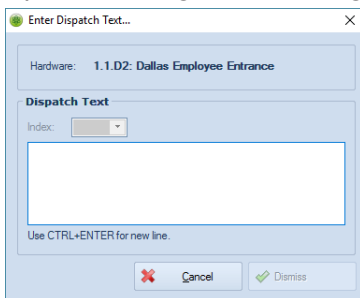 Enter Dispatch Text...
Hardware: 1.1.D2: Dallas Employee Entrance
Dispatch Text
Index:
Use CTRL+ENTER for new line.
Cancel Dismiss